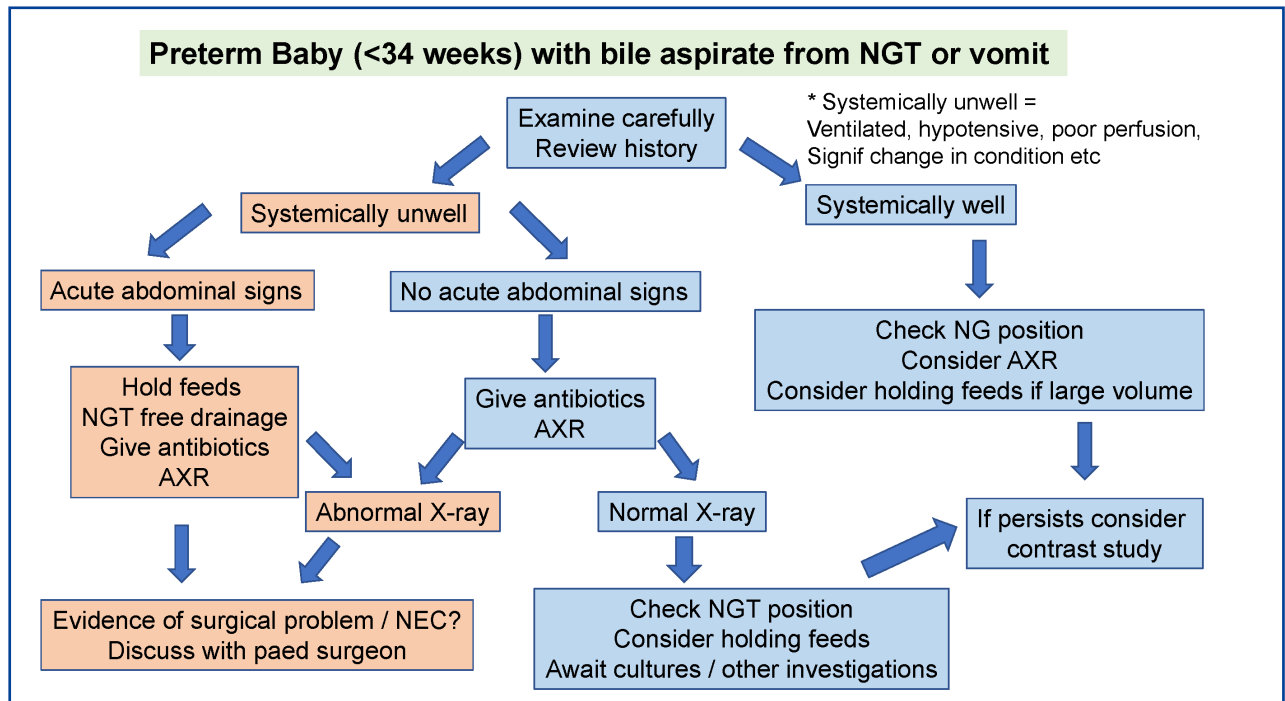 Preterm Baby (<34 weeks) with bile aspirate from NGT or vomit
Examine carefully
Review history
* Systemically unwell =
Ventilated, hypotensive, poor perfusion,
Signif change in condition etc
Systemically unwell
Systemically well
Acute abdominal signs
No acute abdominal signs
Check NG position
Consider AXR
Consider holding feeds if large volume
Hold feeds
NGT free drainage
Give antibiotics
AXR
Give antibiotics
AXR
Abnormal X-ray
Normal X-ray
If persists consider
contrast study
Evidence of surgical problem / NEC?
Discuss with paed surgeon
Check NGT position
Consider holding feeds
Await cultures / other investigations